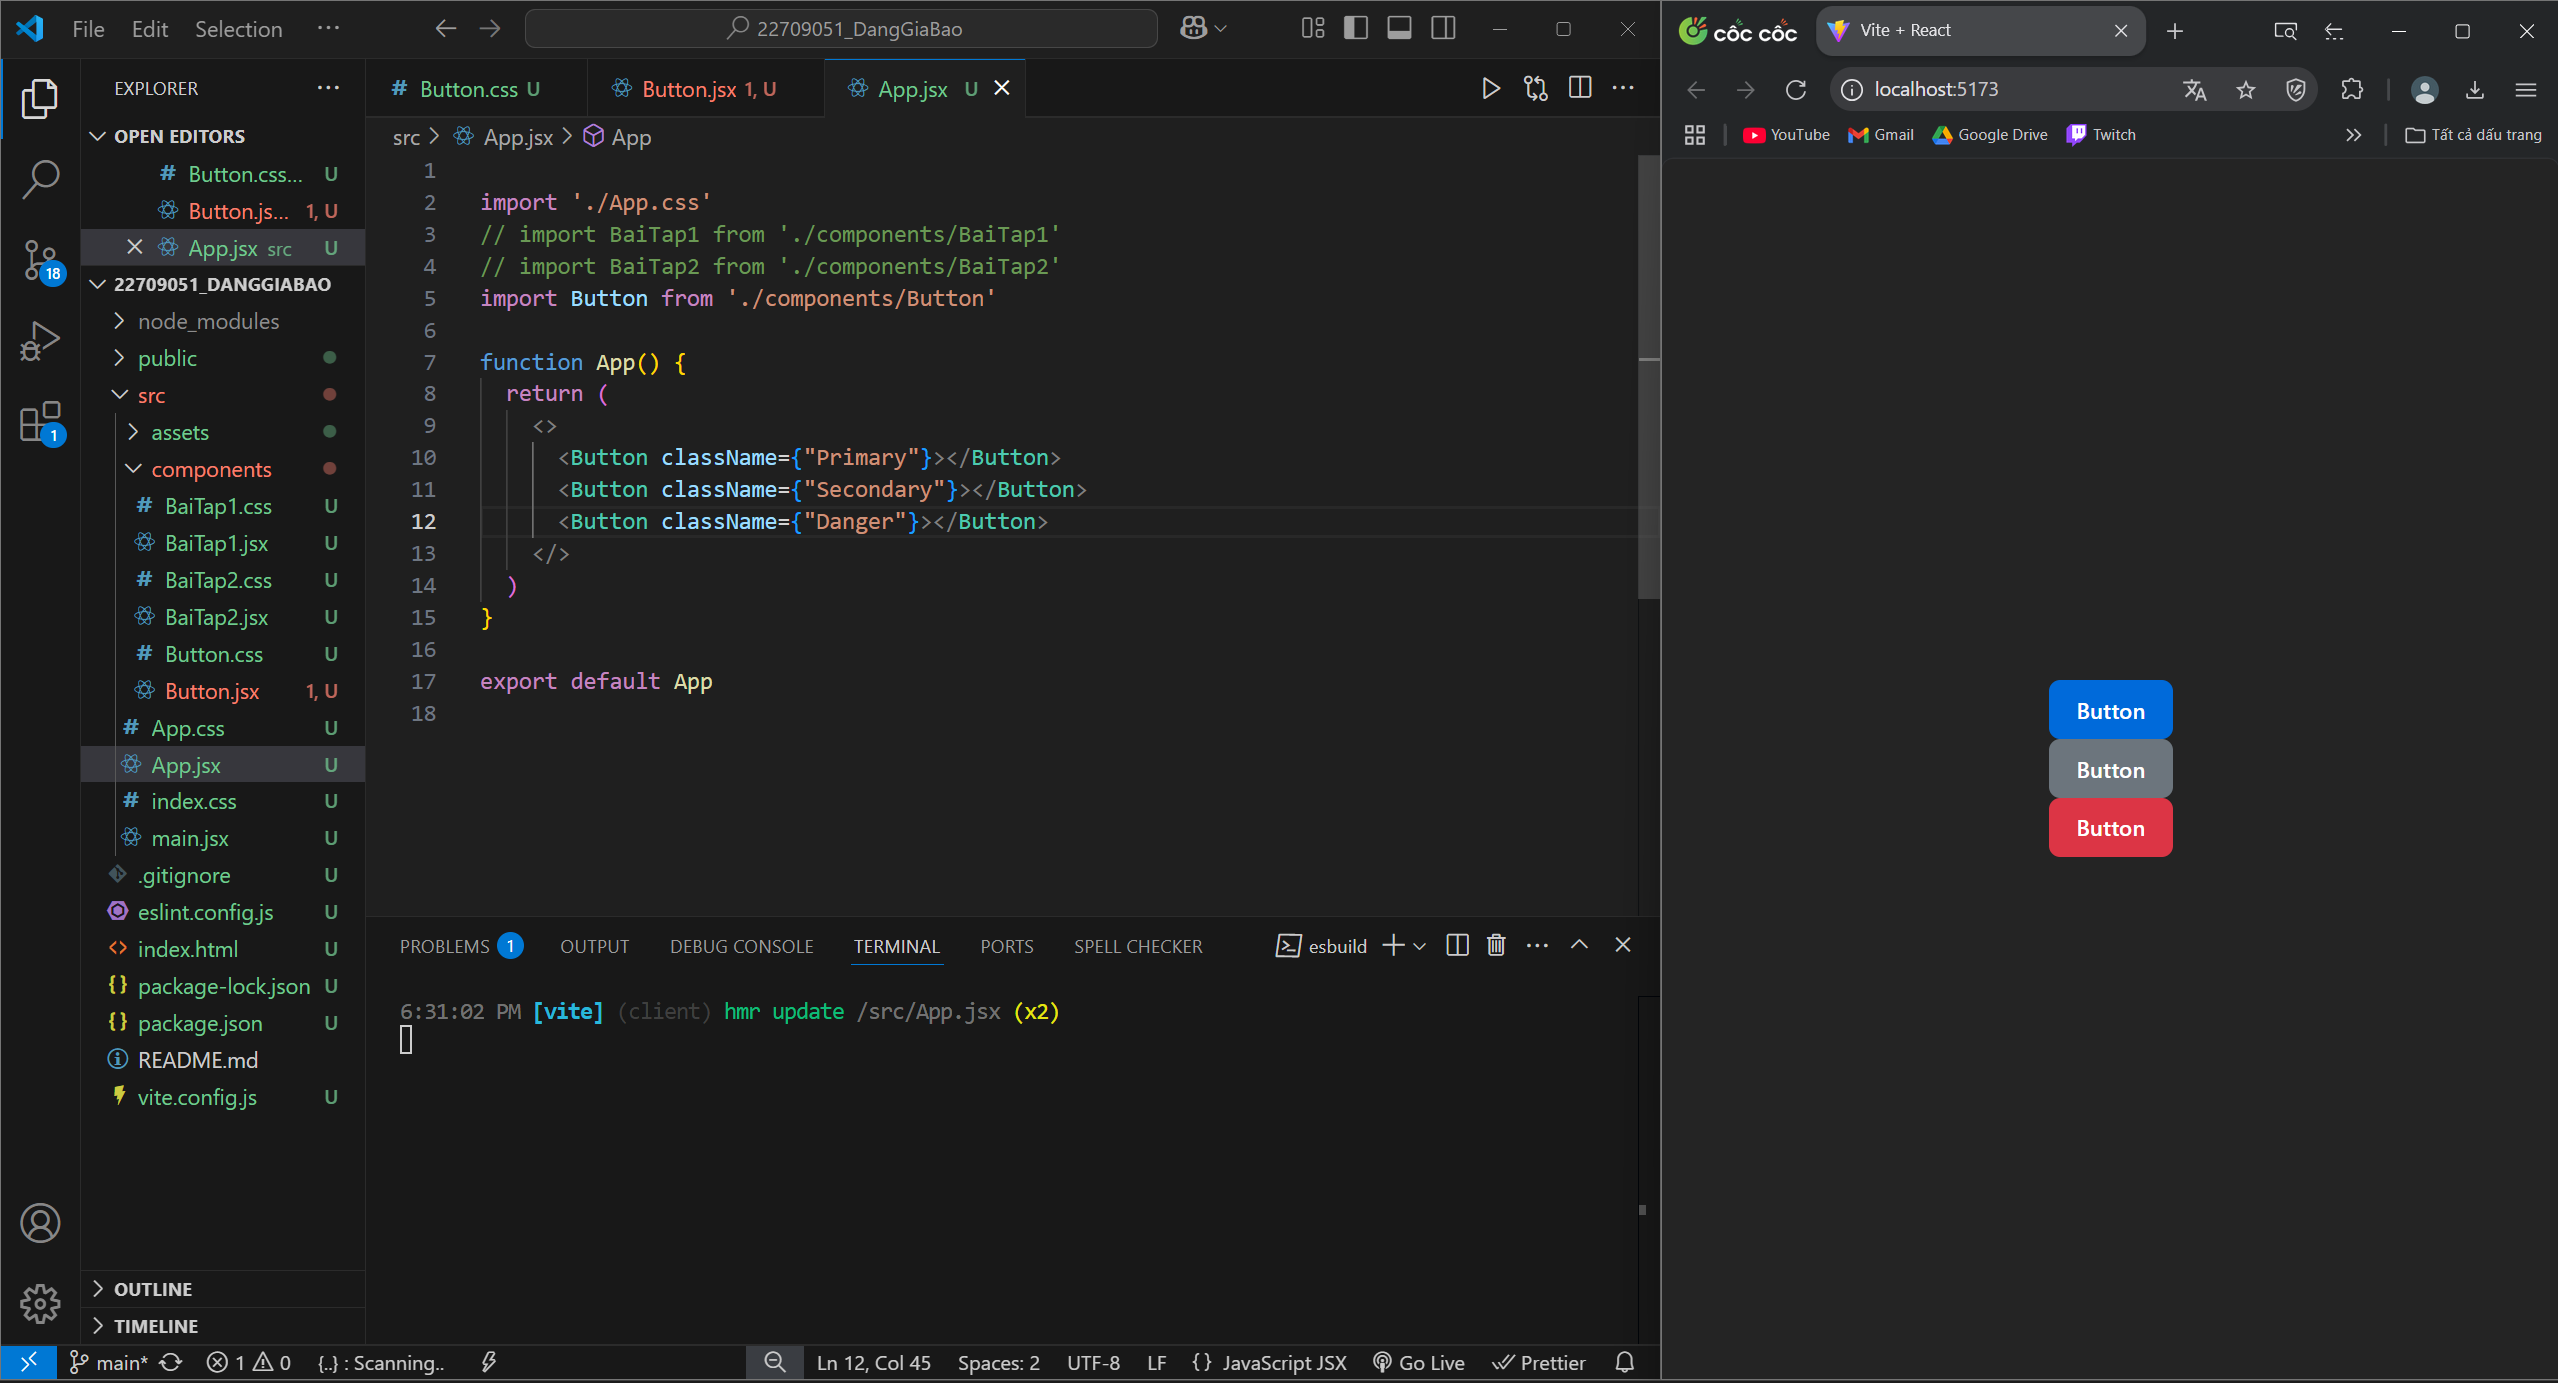 File Edit Selection ···
22709051_DangGiaBao
EXPLORER ···
OPEN EDITORS
# Button.css... U
Button.js... 1, U
App.jsx src U
22709051_DANGGIABAO
node_modules
public
src
assets
components
# BaiTap1.css U
BaiTap1.jsx U
# BaiTap2.css U
BaiTap2.jsx U
# Button.css U
Button.jsx 1, U
# App.css U
App.jsx U
# index.css U
main.jsx U
.gitignore U
eslint.config.js U
<> index.html U
{} package-lock.json U
{} package.json U
README.md
vite.config.js U
OUTLINE
TIMELINE
18
1
# Button.css U
Button.jsx 1, U
App.jsx U
src > App.jsx > App
1
2 import './App.css'
3 // import BaiTap1 from './components/BaiTap1'
4 // import BaiTap2 from './components/BaiTap2'
5 import Button from './components/Button'
6
7 function App() {
8 return (
9 <>
10 <Button className={"Primary"}></Button>
11 <Button className={"Secondary"}></Button>
12 <Button className={"Danger"}></Button>
13 </>
14 )
15 }
16
17 export default App
18
PROBLEMS 1 OUTPUT DEBUG CONSOLE TERMINAL PORTS SPELL CHECKER esbuild
6:31:02 PM [vite] (client) hmr update /src/App.jsx (x2)
main* 1 0 {..} : Scanning.. Ln 12, Col 45 Spaces: 2 UTF-8 LF {} JavaScript JSX Go Live Prettier
cốc cốc Vite + React
localhost:5173
YouTube Gmail Google Drive Twitch Tất cả dấu trang
Button
Button
Button